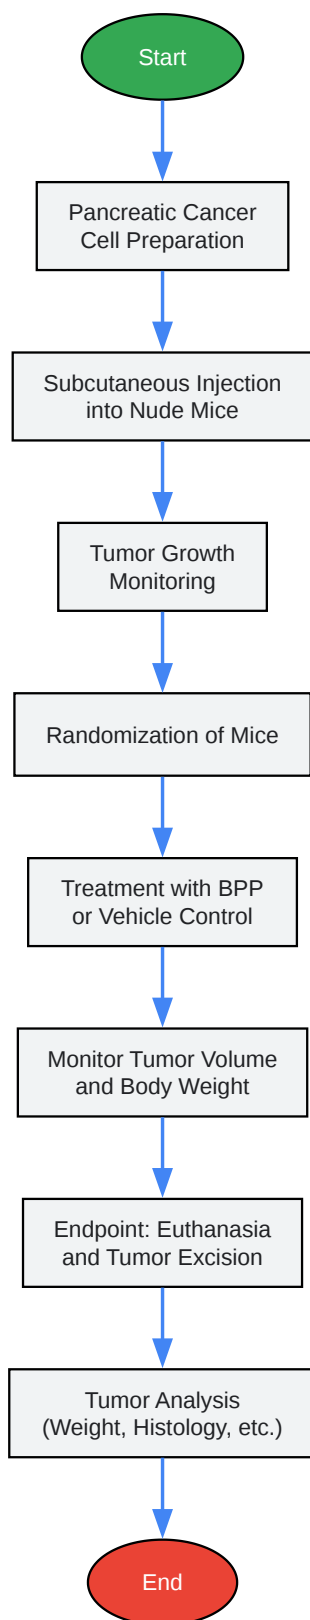 Start
Pancreatic Cancer
Cell Preparation
Subcutaneous Injection
into Nude Mice
Tumor Growth
Monitoring
Randomization of Mice
Treatment with BPP
or Vehicle Control
Monitor Tumor Volume
and Body Weight
Endpoint: Euthanasia
and Tumor Excision
Tumor Analysis
(Weight, Histology, etc.)
End